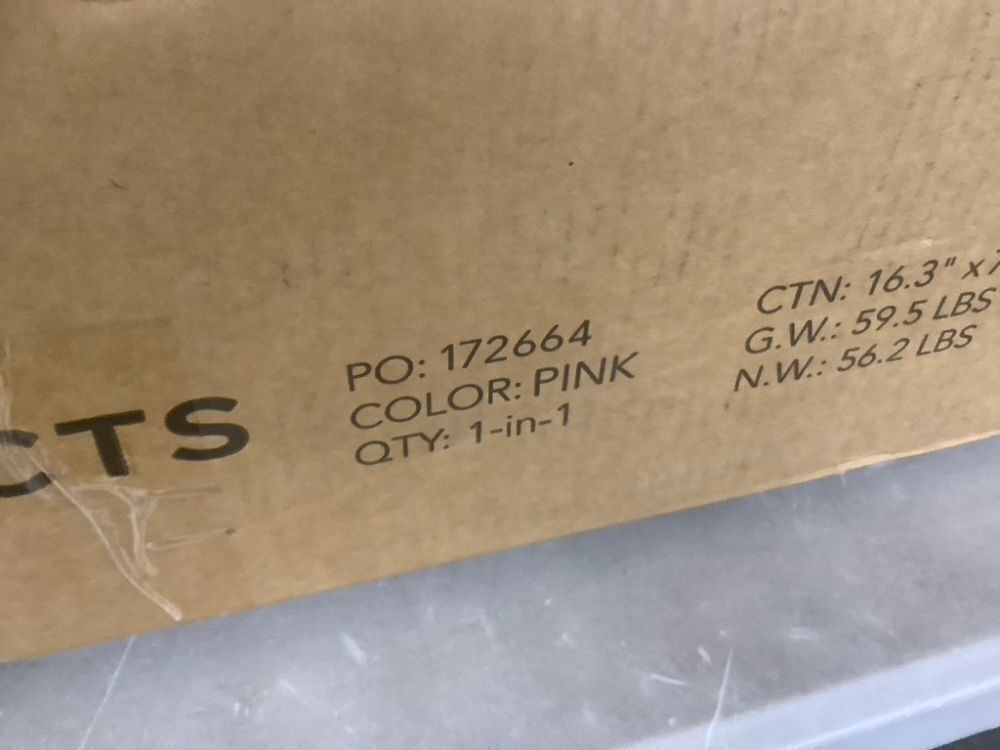 CTS
PO: 172664
COLOR: PINK
QTY: 1-in-1
CTN: 16.3" x
G.W.: 59.5 LBS
N.W.: 56.2 LBS